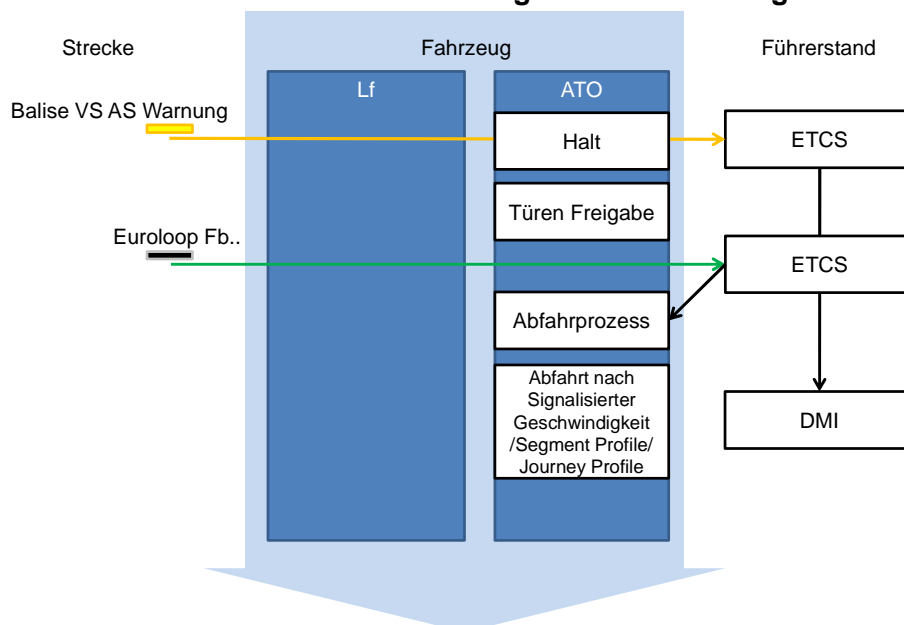 Strecke
Fahrzeug
Führerstand
Lf
ATO
Balise VS AS Warnung
Halt
ETCS
Türen Freigabe
Euroloop Fb..
ETCS
Abfahrprozess
Abfahrt nach
Signalisierter
Geschwindigkeit
/Segment Profile/
Journey Profile
DMI